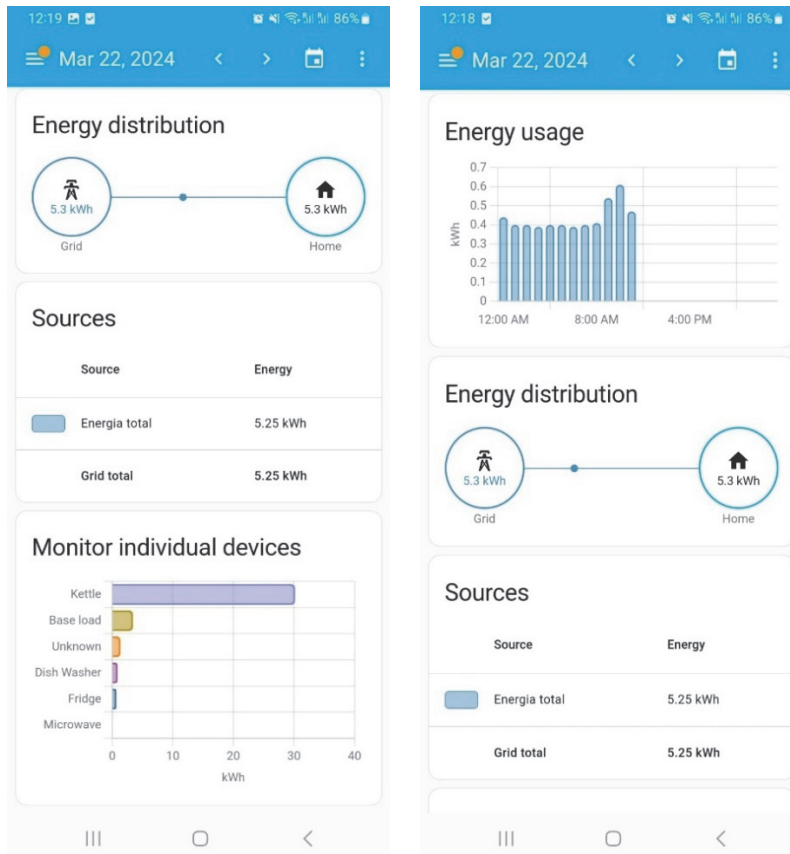 12:19 86%
Mar 22, 2024
Energy distribution
5.3 kWh
5.3 kWh
Grid
Home
Sources
Source Energy
Energia total 5.25 kWh
Grid total 5.25 kWh
Monitor individual devices
Kettle
Base load
Unknown
Dish Washer
Fridge
Microwave
0 10 20 30 40
kWh
12:18 86%
Mar 22, 2024
Energy usage
0.7
0.6
0.5
0.4
0.3
0.2
0.1
0
kWh
12:00 AM 8:00 AM 4:00 PM
Energy distribution
5.3 kWh
5.3 kWh
Grid
Home
Sources
Source Energy
Energia total 5.25 kWh
Grid total 5.25 kWh